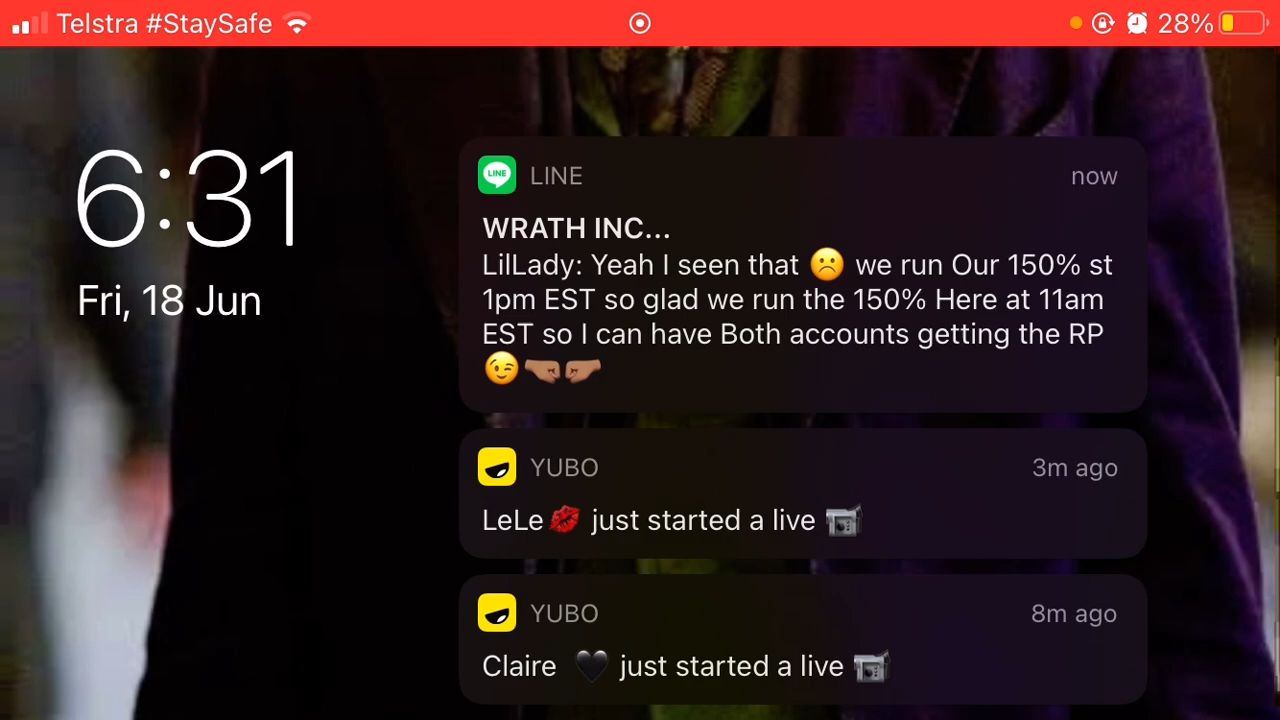 Telstra #StaySafe 28%
6:31
Fri, 18 Jun
LINE now
WRATH INC...
LilLady: Yeah I seen that ☹️ we run Our 150% st
1pm EST so glad we run the 150% Here at 11am
EST so I can have Both accounts getting the RP
😉🤜🏽🤛🏽
YUBO 3m ago
LeLe💋 just started a live 📹
YUBO 8m ago
Claire 🖤 just started a live 📹